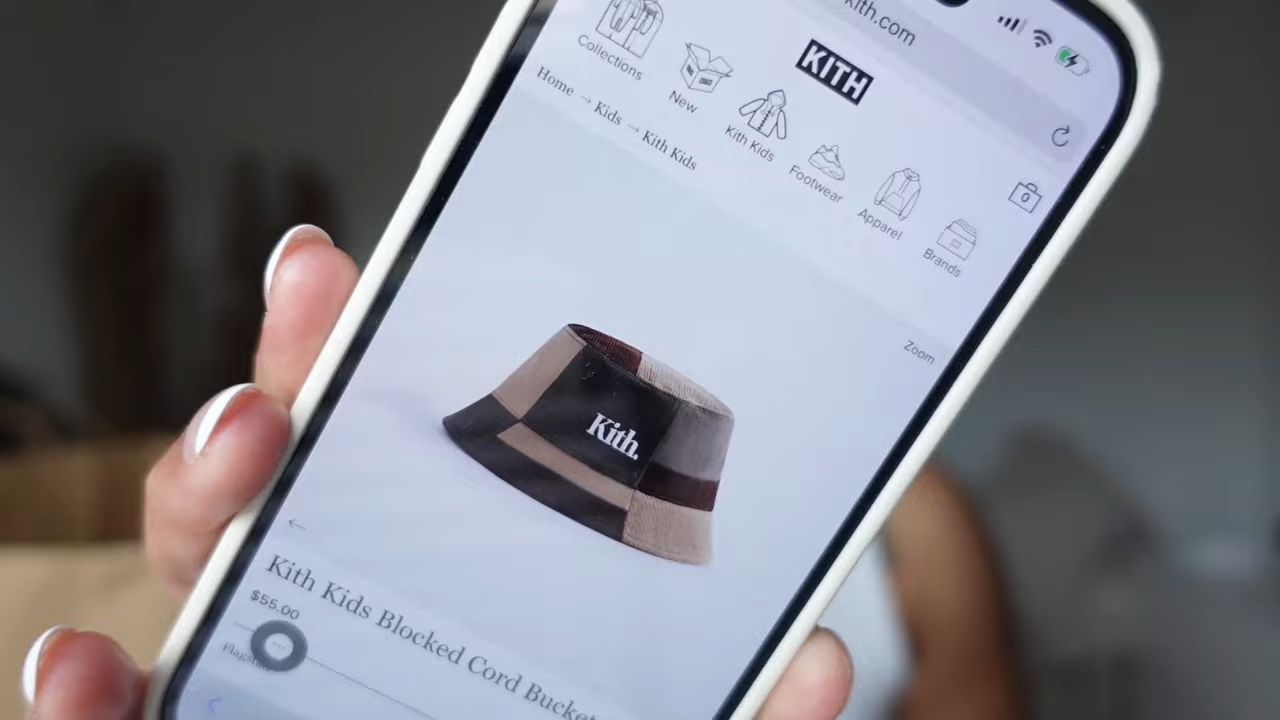 kith.com
KITH
Collections
New
Kith Kids
Footwear
Apparel
Brands
0
Home → Kids → Kith Kids
Zoom
Kith.
←
Kith Kids Blocked Cord Bucket
$55.00